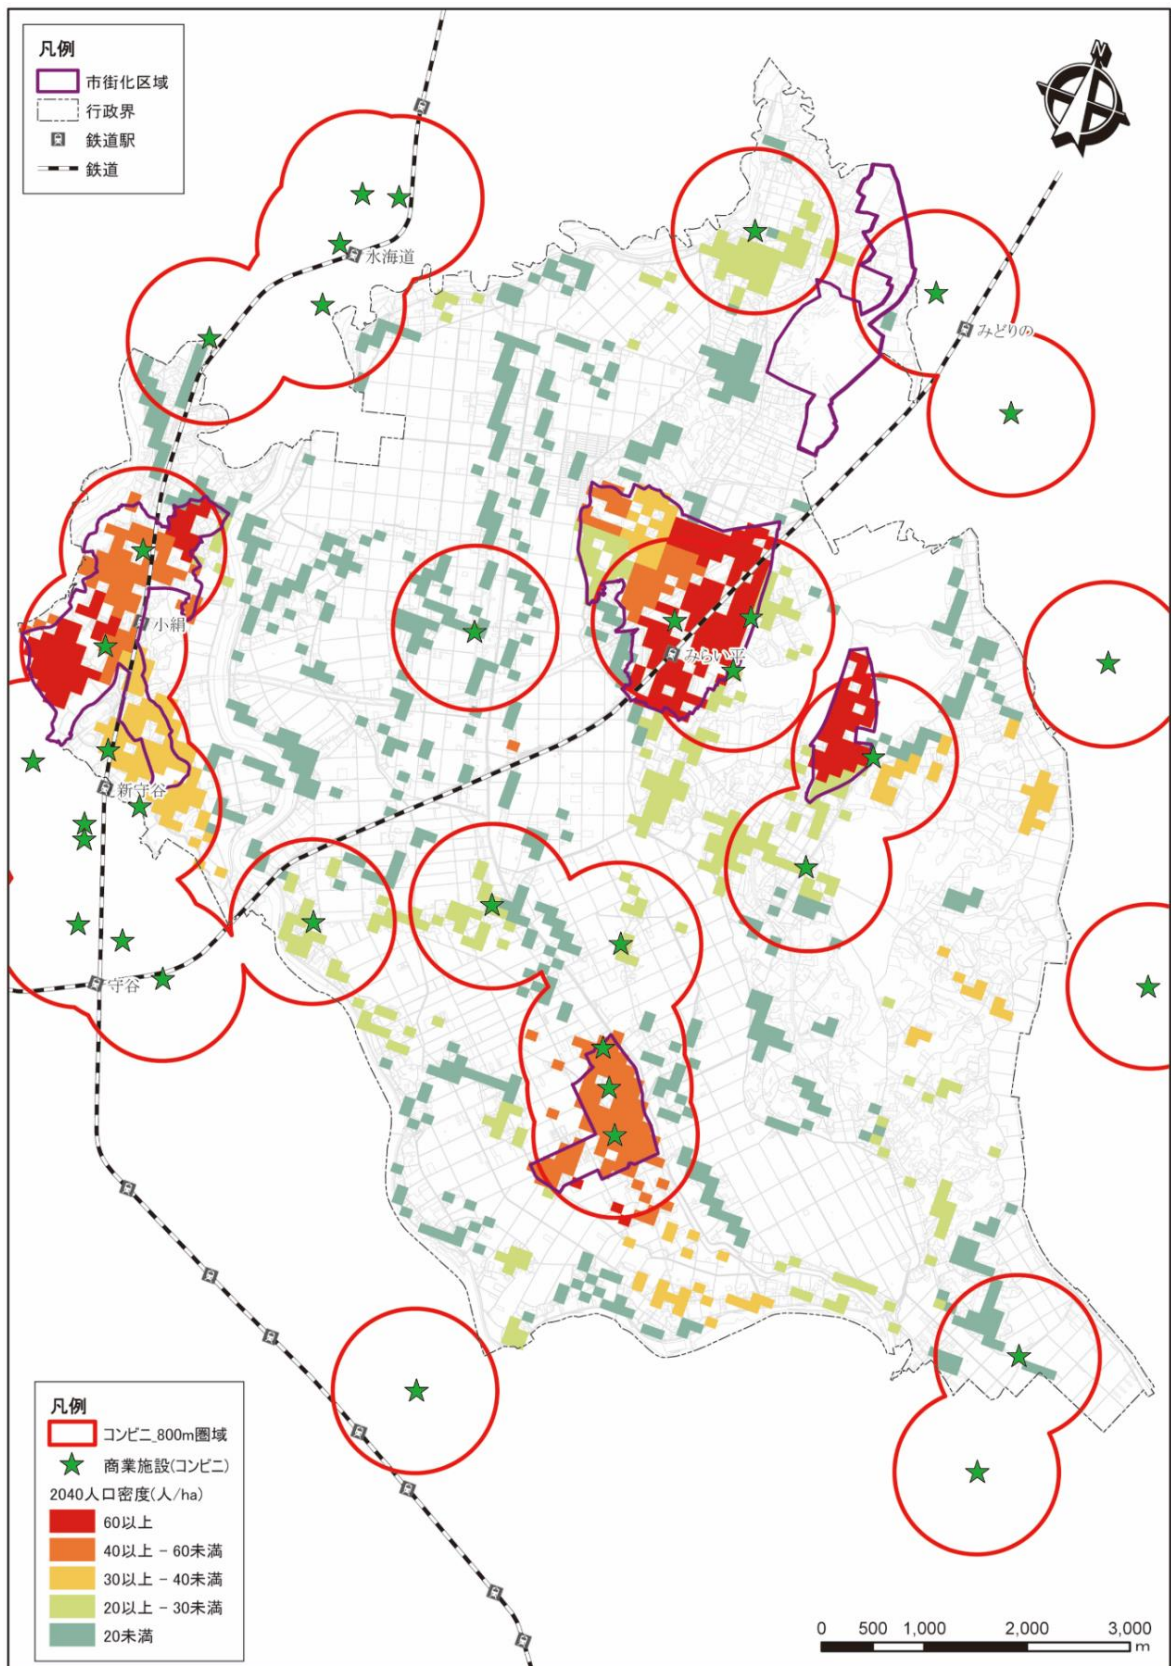 凡例
市街化区域
行政界
鉄道駅
鉄道
N
水海道
みどりの
小絹
みらい平
新守谷
守谷
凡例
コンビニ_800m圏域
商業施設(コンビニ)
2040人口密度(人/ha)
60以上
40以上 - 60未満
30以上 - 40未満
20以上 - 30未満
20未満
0 500 1,000 2,000 3,000
m